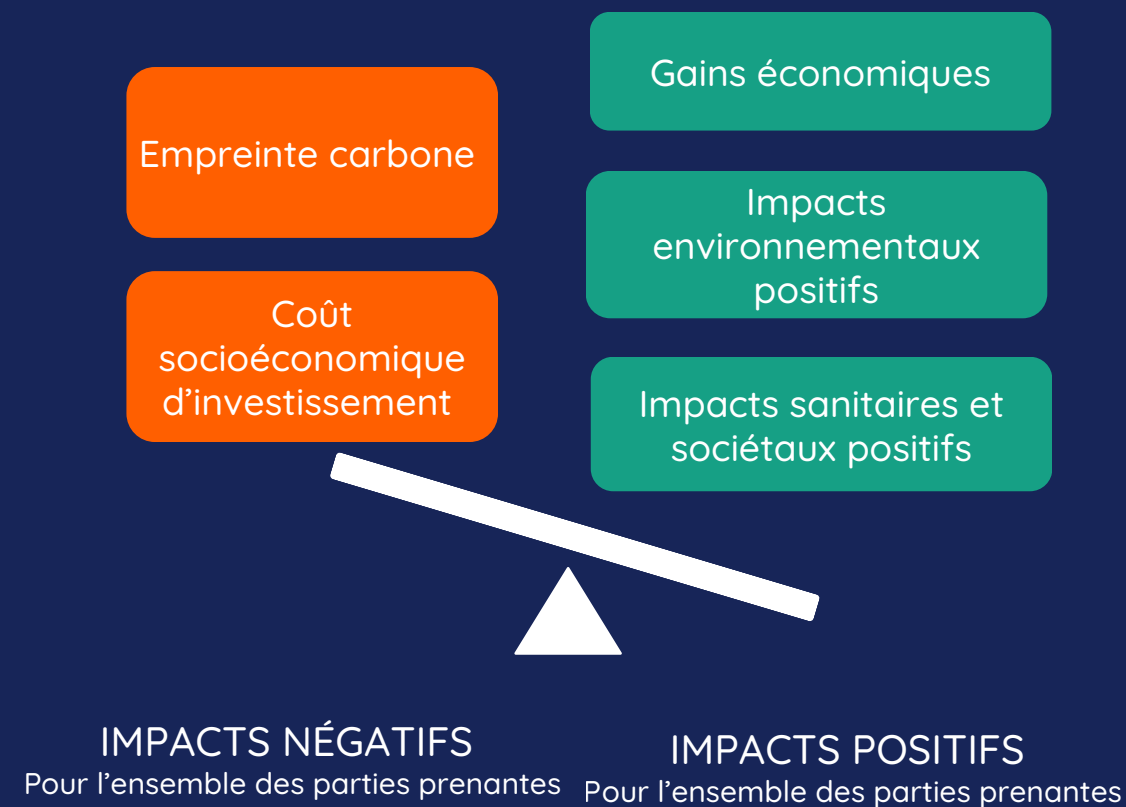 Empreinte carbone
Coût
socioéconomique
d’investissement
Gains économiques
Impacts
environnementaux
positifs
Impacts sanitaires et
sociétaux positifs
IMPACTS NÉGATIFS
Pour l’ensemble des parties prenantes
IMPACTS POSITIFS
Pour l’ensemble des parties prenantes